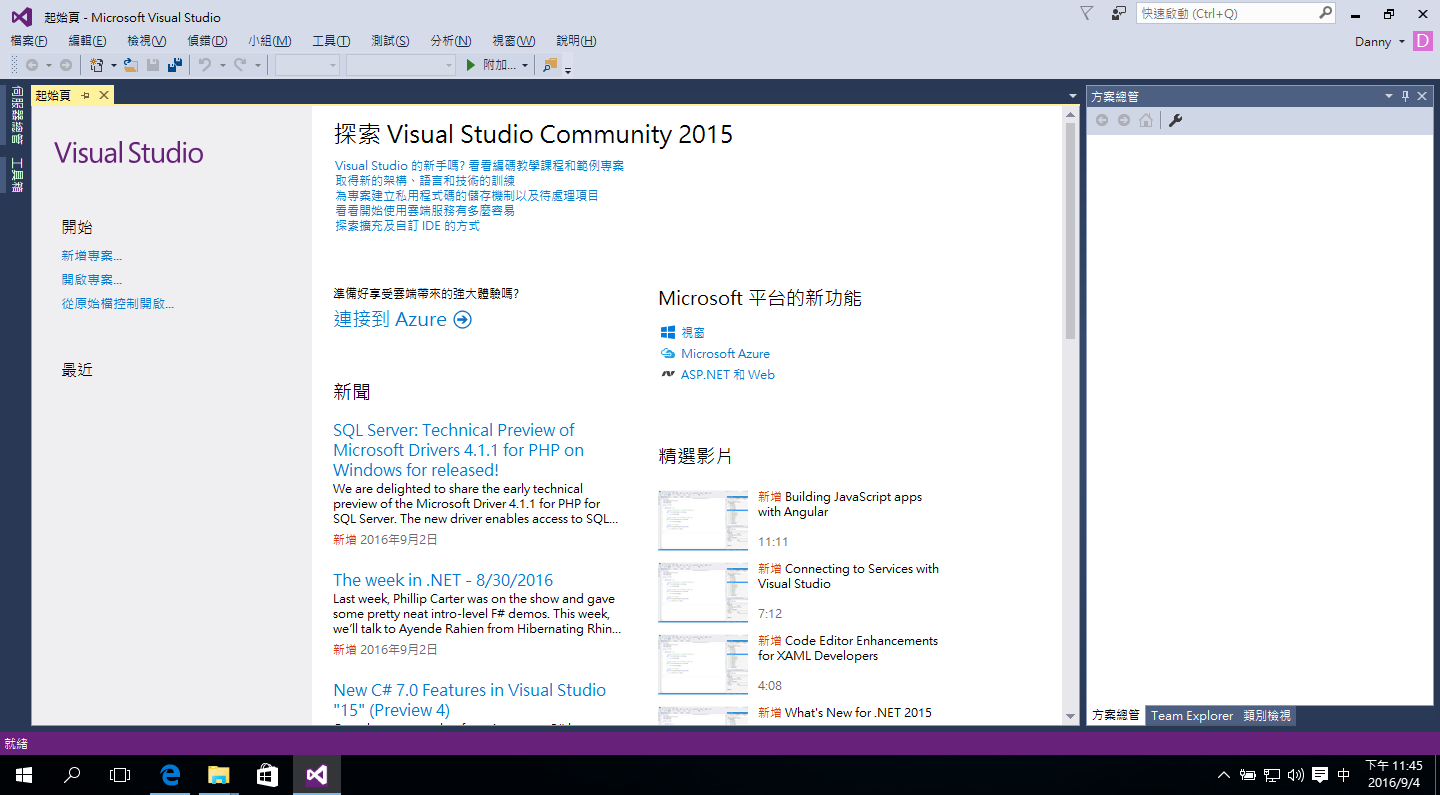 起始頁 - Microsoft Visual Studio
快速啟動 (Ctrl+Q)
檔案(F) 編輯(E) 檢視(V) 偵錯(D) 小組(M) 工具(T) 測試(S) 分析(N) 視窗(W) 說明(H)
Danny D
附加...
伺服器總管
工具箱
起始頁
Visual Studio
開始
新增專案...
開啟專案...
從原始檔控制開啟...
最近
探索 Visual Studio Community 2015
Visual Studio 的新手嗎? 看看編碼教學課程和範例專案
取得新的架構、語言和技術的訓練
為專案建立私用程式碼的儲存機制以及待處理項目
看看開始使用雲端服務有多麼容易
探索擴充及自訂 IDE 的方式
準備好享受雲端帶來的強大體驗嗎?
連接到 Azure
新聞
SQL Server: Technical Preview of
Microsoft Drivers 4.1.1 for PHP on
Windows for released!
We are delighted to share the early technical
preview of the Microsoft Driver 4.1.1 for PHP for
SQL Server. The new driver enables access to SQL...
新增 2016年9月2日
The week in .NET - 8/30/2016
Last week, Phillip Carter was on the show and gave
some pretty neat intro-level F# demos. This week,
we'll talk to Ayende Rahien from Hibernating Rhin...
新增 2016年9月2日
New C# 7.0 Features in Visual Studio
"15" (Preview 4)
Microsoft 平台的新功能
視窗
Microsoft Azure
ASP.NET 和 Web
精選影片
新增 Building JavaScript apps
with Angular
11:11
新增 Connecting to Services with
Visual Studio
7:12
新增 Code Editor Enhancements
for XAML Developers
4:08
新增 What's New for .NET 2015
方案總管
方案總管 Team Explorer 類別檢視
就緒
中
下午 11:45
2016/9/4